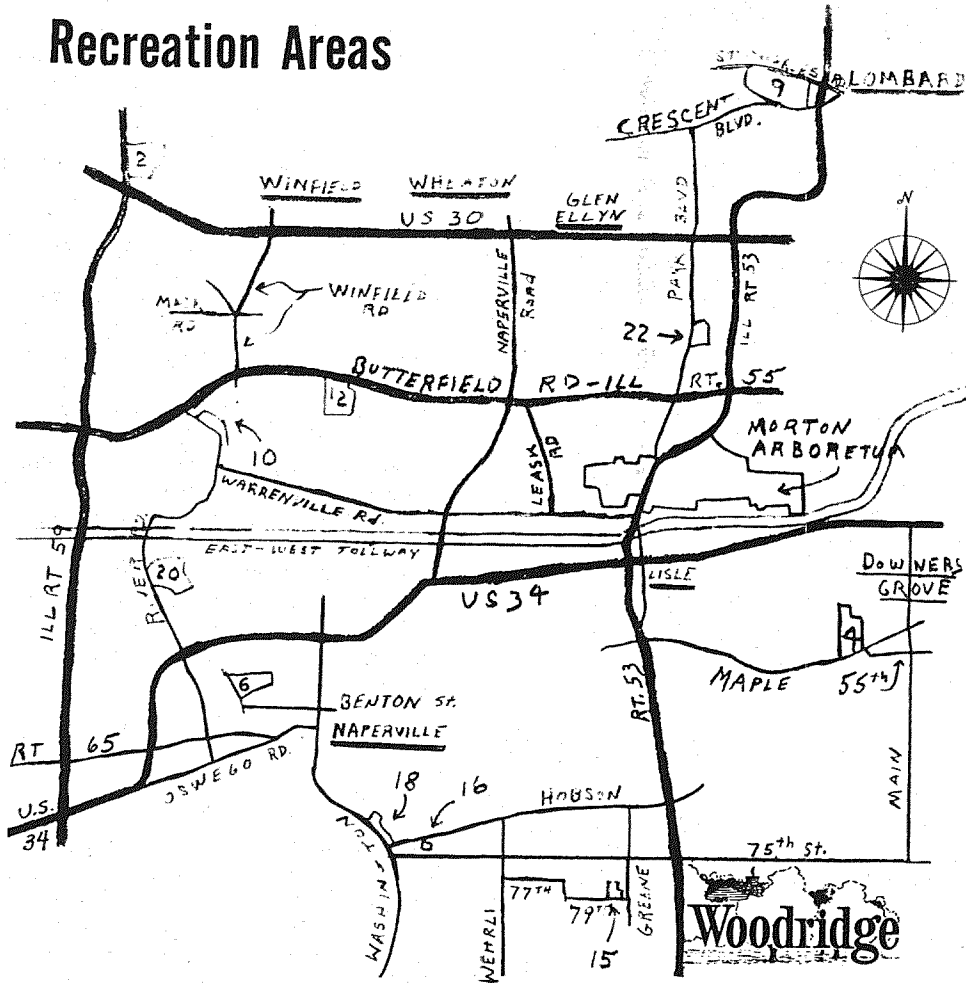 Recreation Areas
9
LOMBARD
CRESCENT
BLVD.
2
WINFIELD
WHEATON
GLEN
ELLYN
US 30
PARK BLVD
N
NAPERVILLE
Road
ILL RT 53
WINFIELD
RD
RD
22
BUTTERFIELD RD-ILL RT. 55
12
10
LEASK
RD
MORTON
ARBORETUM
WARRENVILLE Rd.
EAST-WEST TOLLWAY
ILL RT 59
RIVER RD
20
US 34
LISLE
DOWNERS
GROVE
4
MAPLE
55th
6
BENTON St.
NAPERVILLE
RT 65
OSWEGO RD.
RT. 53
MAIN
U.S.
34
18
16
HOBSON
WASHINGTON
75th St.
77TH
79TH
WEHRLI
GREENE
15
Woodridge